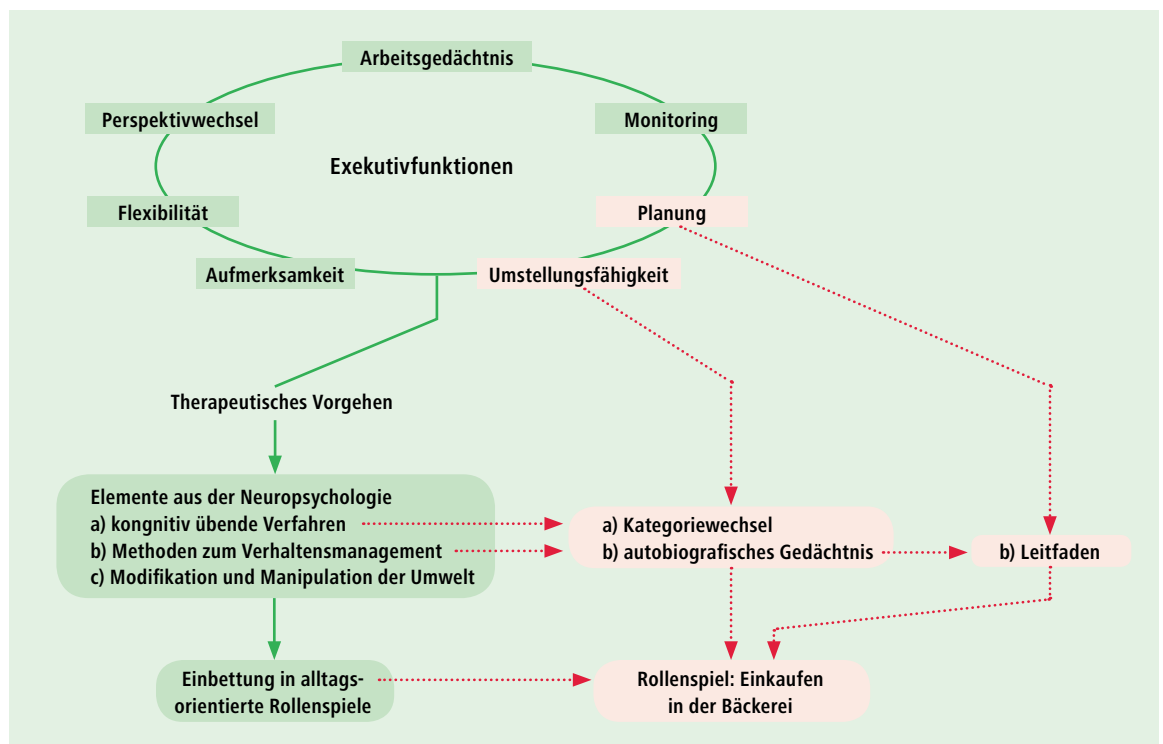 Arbeitsgedächtnis
Perspektivwechsel
Monitoring
Exekutivfunktionen
Flexibilität
Planung
Aufmerksamkeit
Umstellungsfähigkeit
Therapeutisches Vorgehen
Elemente aus der Neuropsychologie
a) kongnitiv übende Verfahren
b) Methoden zum Verhaltensmanagement
c) Modifikation und Manipulation der Umwelt
a) Kategoriewechsel
b) autobiografisches Gedächtnis
b) Leitfaden
Einbettung in alltags-
orientierte Rollenspiele
Rollenspiel: Einkaufen
in der Bäckerei